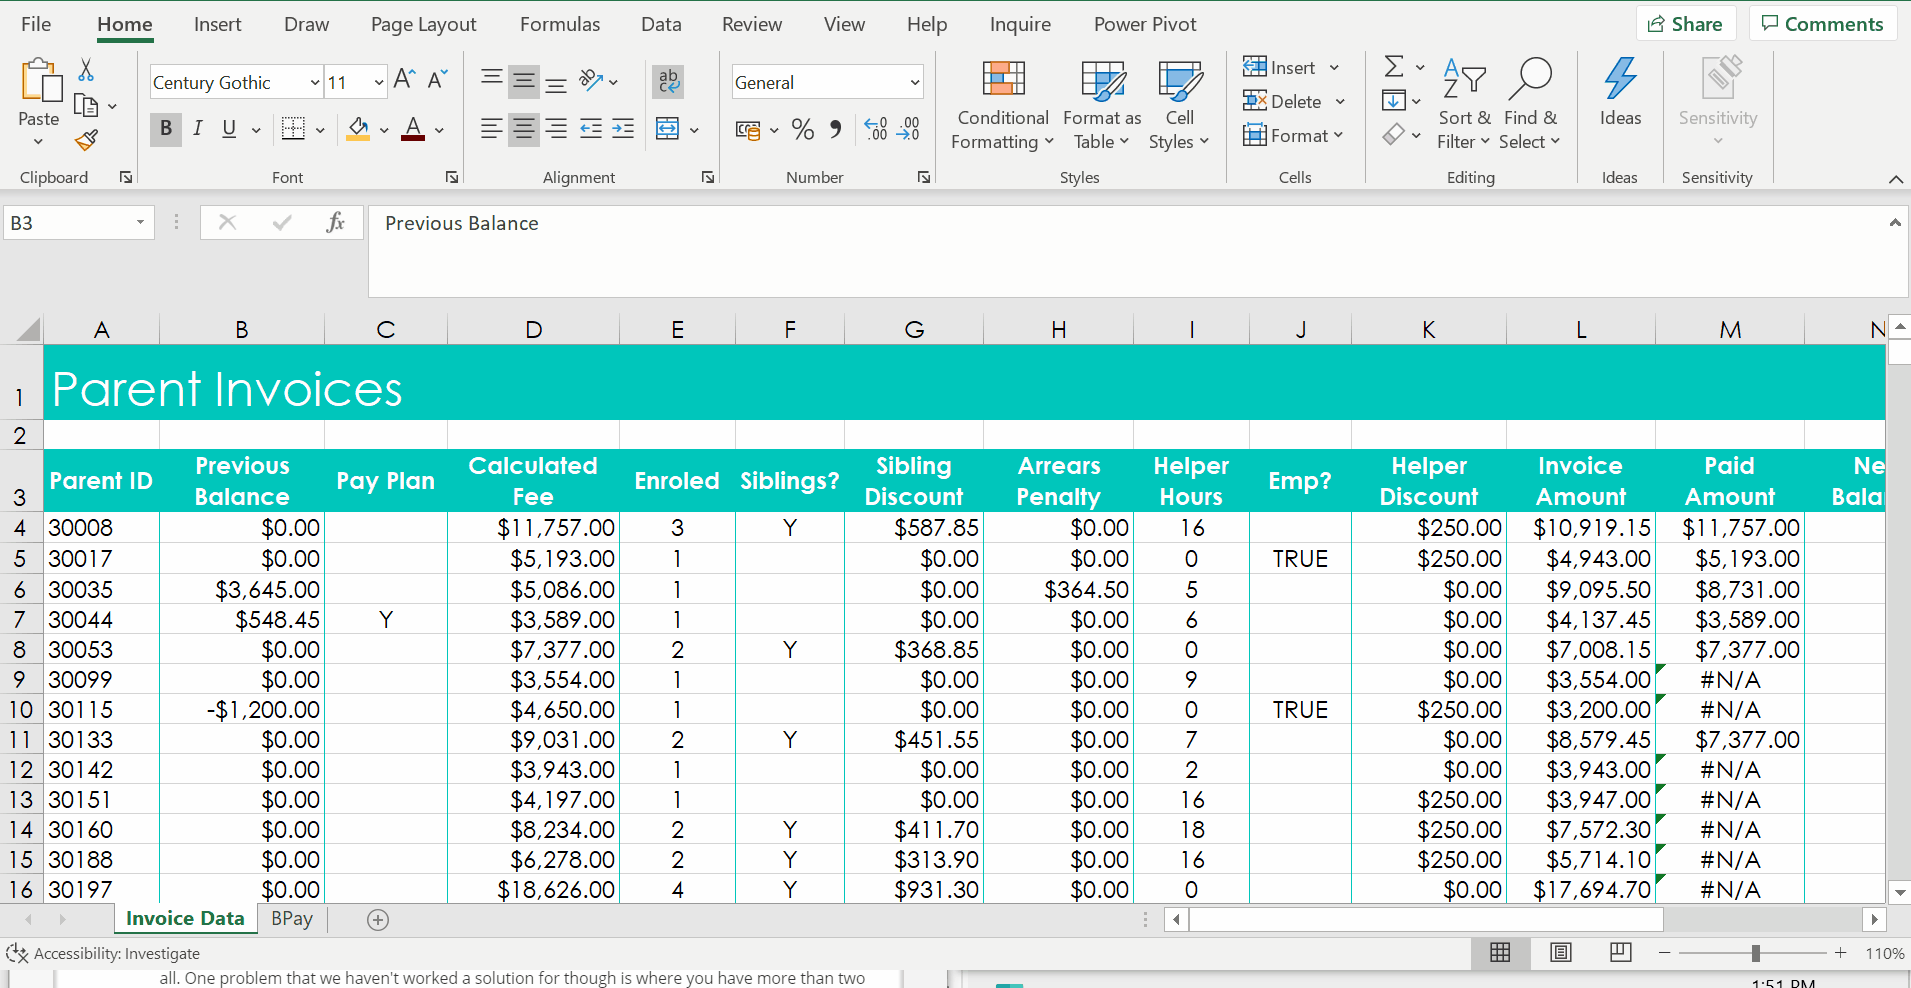 File Home Insert Draw Page Layout Formulas Data Review View Help Inquire Power Pivot Share Comments
Century Gothic 11 A A ab c General Insert
Delete
Paste B I U A % 9 .00 .00 Conditional Formatting Format as Table Cell Styles Format Sort & Filter Find & Select Ideas Sensitivity
Clipboard Font Alignment Number Styles Cells Editing Ideas Sensitivity
B3 fx Previous Balance
A B C D E F G H I J K L M N
1 Parent Invoices
2
3 Parent ID Previous Balance Pay Plan Calculated Fee Enroled Siblings? Sibling Discount Arrears Penalty Helper Hours Emp? Helper Discount Invoice Amount Paid Amount Ne Bala
4 30008 $0.00 $11,757.00 3 Y $587.85 $0.00 16 $250.00 $10,919.15 $11,757.00
5 30017 $0.00 $5,193.00 1 $0.00 $0.00 0 TRUE $250.00 $4,943.00 $5,193.00
6 30035 $3,645.00 $5,086.00 1 $0.00 $364.50 5 $0.00 $9,095.50 $8,731.00
7 30044 $548.45 Y $3,589.00 1 $0.00 $0.00 6 $0.00 $4,137.45 $3,589.00
8 30053 $0.00 $7,377.00 2 Y $368.85 $0.00 0 $0.00 $7,008.15 $7,377.00
9 30099 $0.00 $3,554.00 1 $0.00 $0.00 9 $0.00 $3,554.00 #N/A
10 30115 -$1,200.00 $4,650.00 1 $0.00 $0.00 0 TRUE $250.00 $3,200.00 #N/A
11 30133 $0.00 $9,031.00 2 Y $451.55 $0.00 7 $0.00 $8,579.45 $7,377.00
12 30142 $0.00 $3,943.00 1 $0.00 $0.00 2 $0.00 $3,943.00 #N/A
13 30151 $0.00 $4,197.00 1 $0.00 $0.00 16 $250.00 $3,947.00 #N/A
14 30160 $0.00 $8,234.00 2 Y $411.70 $0.00 18 $250.00 $7,572.30 #N/A
15 30188 $0.00 $6,278.00 2 Y $313.90 $0.00 16 $250.00 $5,714.10 #N/A
16 30197 $0.00 $18,626.00 4 Y $931.30 $0.00 0 $0.00 $17,694.70 #N/A
Invoice Data BPay
Accessibility: Investigate 110%
all. One problem that we haven't worked a solution for though is where you have more than two
1:51 PM